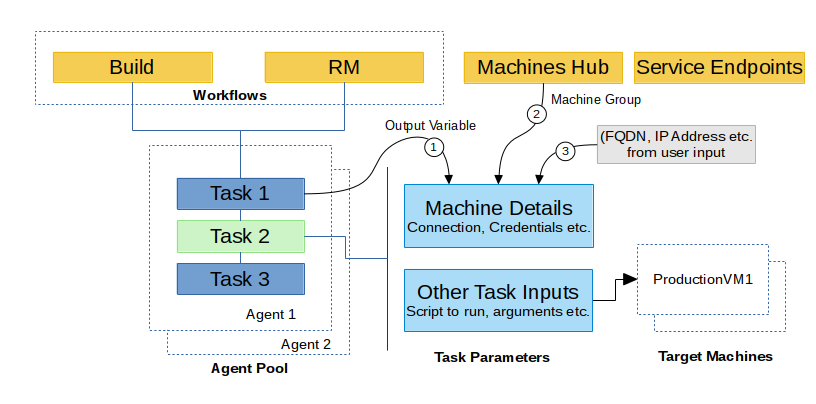 Build
RM
Workflows
Machines Hub
Service Endpoints
Machine Group
Output Variable
1
2
3
(FQDN, IP Address etc.
from user input
Task 1
Task 2
Task 3
Agent 1
Agent 2
Agent Pool
Machine Details
Connection, Credentials etc.
Other Task Inputs
Script to run, arguments etc.
Task Parameters
ProductionVM1
Target Machines